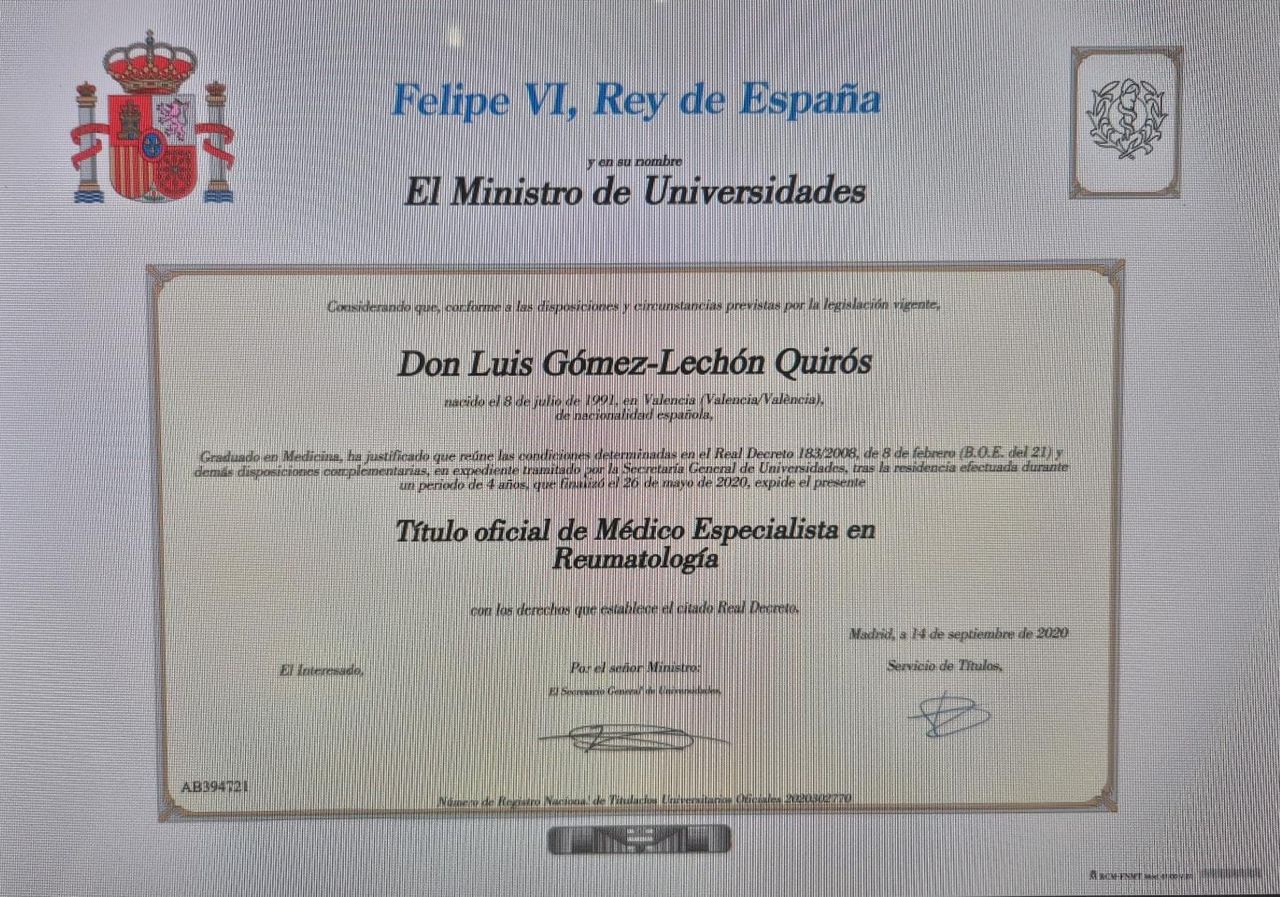 Felipe VI, Rey de España
y en su nombre
El Ministro de Universidades
Considerando que, conforme a las disposiciones y circunstancias previstas por la legislación vigente,
Don Luis Gómez-Lechón Quirós
nacido el 8 de julio de 1991, en Valencia (Valencia/València),
de nacionalidad española,
Graduado en Medicina, ha justificado que reúne las condiciones determinadas en el Real Decreto 183/2008, de 8 de febrero (B.O.E. del 21) y
demás disposiciones complementarias, en expediente tramitado por la Secretaría General de Universidades, tras la residencia efectuada durante
un periodo de 4 años, que finalizó el 26 de mayo de 2020, expide el presente
Título oficial de Médico Especialista en
Reumatología
con los derechos que establece el citado Real Decreto.
Madrid, a 14 de septiembre de 2020
El Interesado,
Por el señor Ministro:
Servicio de Títulos,
El Secretario General de Universidades,
AB394721
Número de Registro Nacional de Titulados Universitarios Oficiales 2020302770
RCM-FNMT